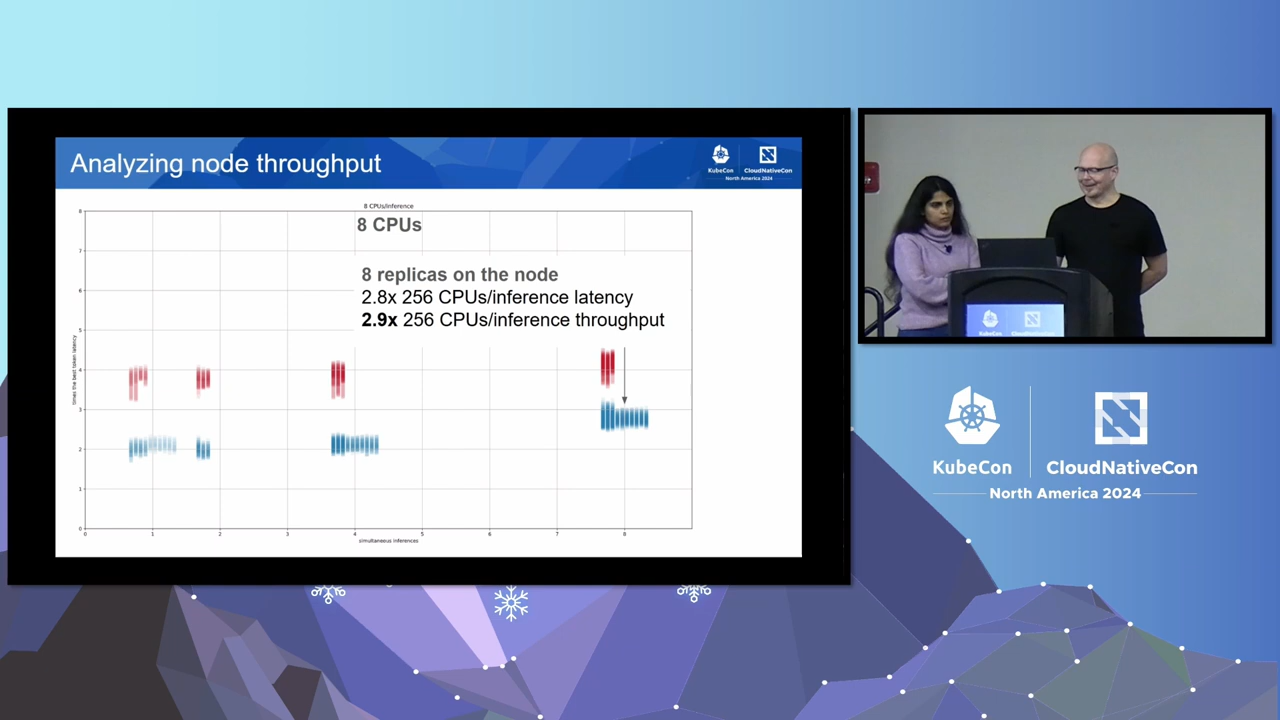 Analyzing node throughput
KubeCon
CloudNativeCon
North America 2024
8 CPUs/inference
8 CPUs
8 replicas on the node
2.8x 256 CPUs/inference latency
2.9x 256 CPUs/inference throughput
times the best token latency
8
7
6
5
4
3
2
1
0
0 1 2 3 4 5 6 7 8
simultaneous inferences
KubeCon
CloudNativeCon
KubeCon
CloudNativeCon
North America 2024